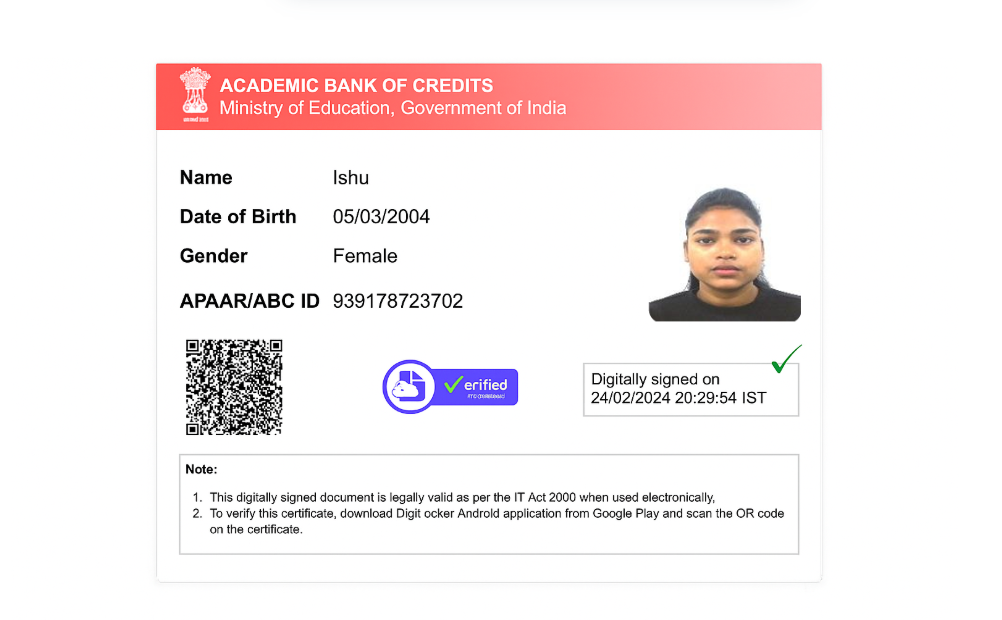 ACADEMIC BANK OF CREDITS
Ministry of Education, Government of India
Name Ishu
Date of Birth 05/03/2004
Gender Female
APAAR/ABC ID 939178723702
erified
Digitally signed on
24/02/2024 20:29:54 IST
Note:
1. This digitally signed document is legally valid as per the IT Act 2000 when used electronically,
2. To verify this certificate, download Digit ocker Androld application from Google Play and scan the OR code
on the certificate.